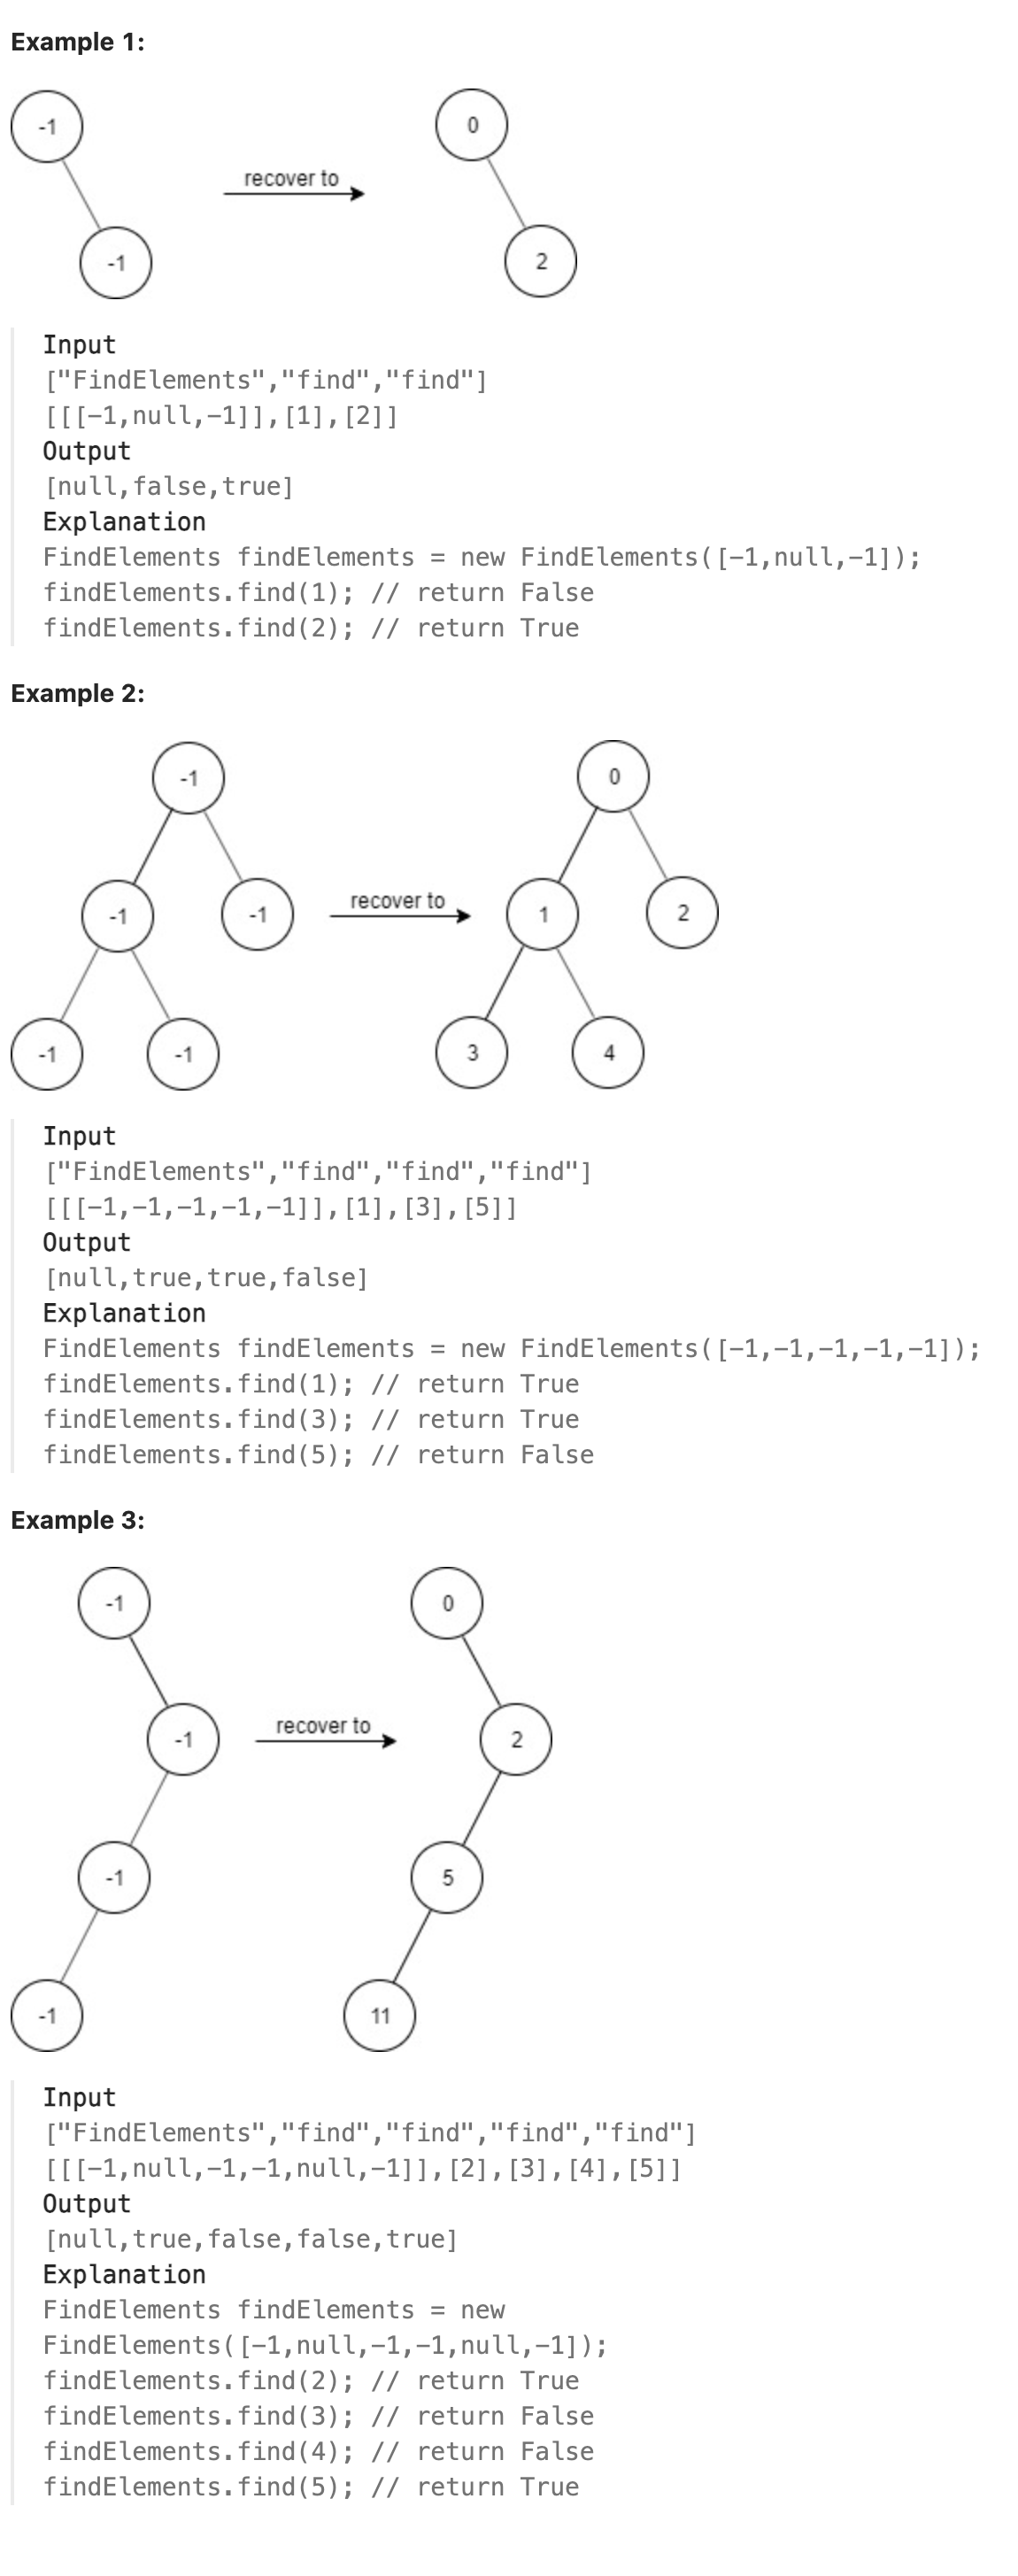 Example 1:
-1
0
recover to
-1
2
Input
["FindElements","find","find"]
[[[-1,null,-1]],[1],[2]]
Output
[null,false,true]
Explanation
FindElements findElements = new FindElements([-1,null,-1]);
findElements.find(1); // return False
findElements.find(2); // return True
Example 2:
-1
0
-1
-1
recover to
1
2
-1
-1
3
4
Input
["FindElements","find","find","find"]
[[[-1,-1,-1,-1,-1]],[1],[3],[5]]
Output
[null,true,true,false]
Explanation
FindElements findElements = new FindElements([-1,-1,-1,-1,-1]);
findElements.find(1); // return True
findElements.find(3); // return True
findElements.find(5); // return False
Example 3:
-1
0
-1
recover to
2
-1
5
-1
11
Input
["FindElements","find","find","find","find"]
[[[-1,null,-1,-1,null,-1]],[2],[3],[4],[5]]
Output
[null,true,false,false,true]
Explanation
FindElements findElements = new
FindElements([-1,null,-1,-1,null,-1]);
findElements.find(2); // return True
findElements.find(3); // return False
findElements.find(4); // return False
findElements.find(5); // return True